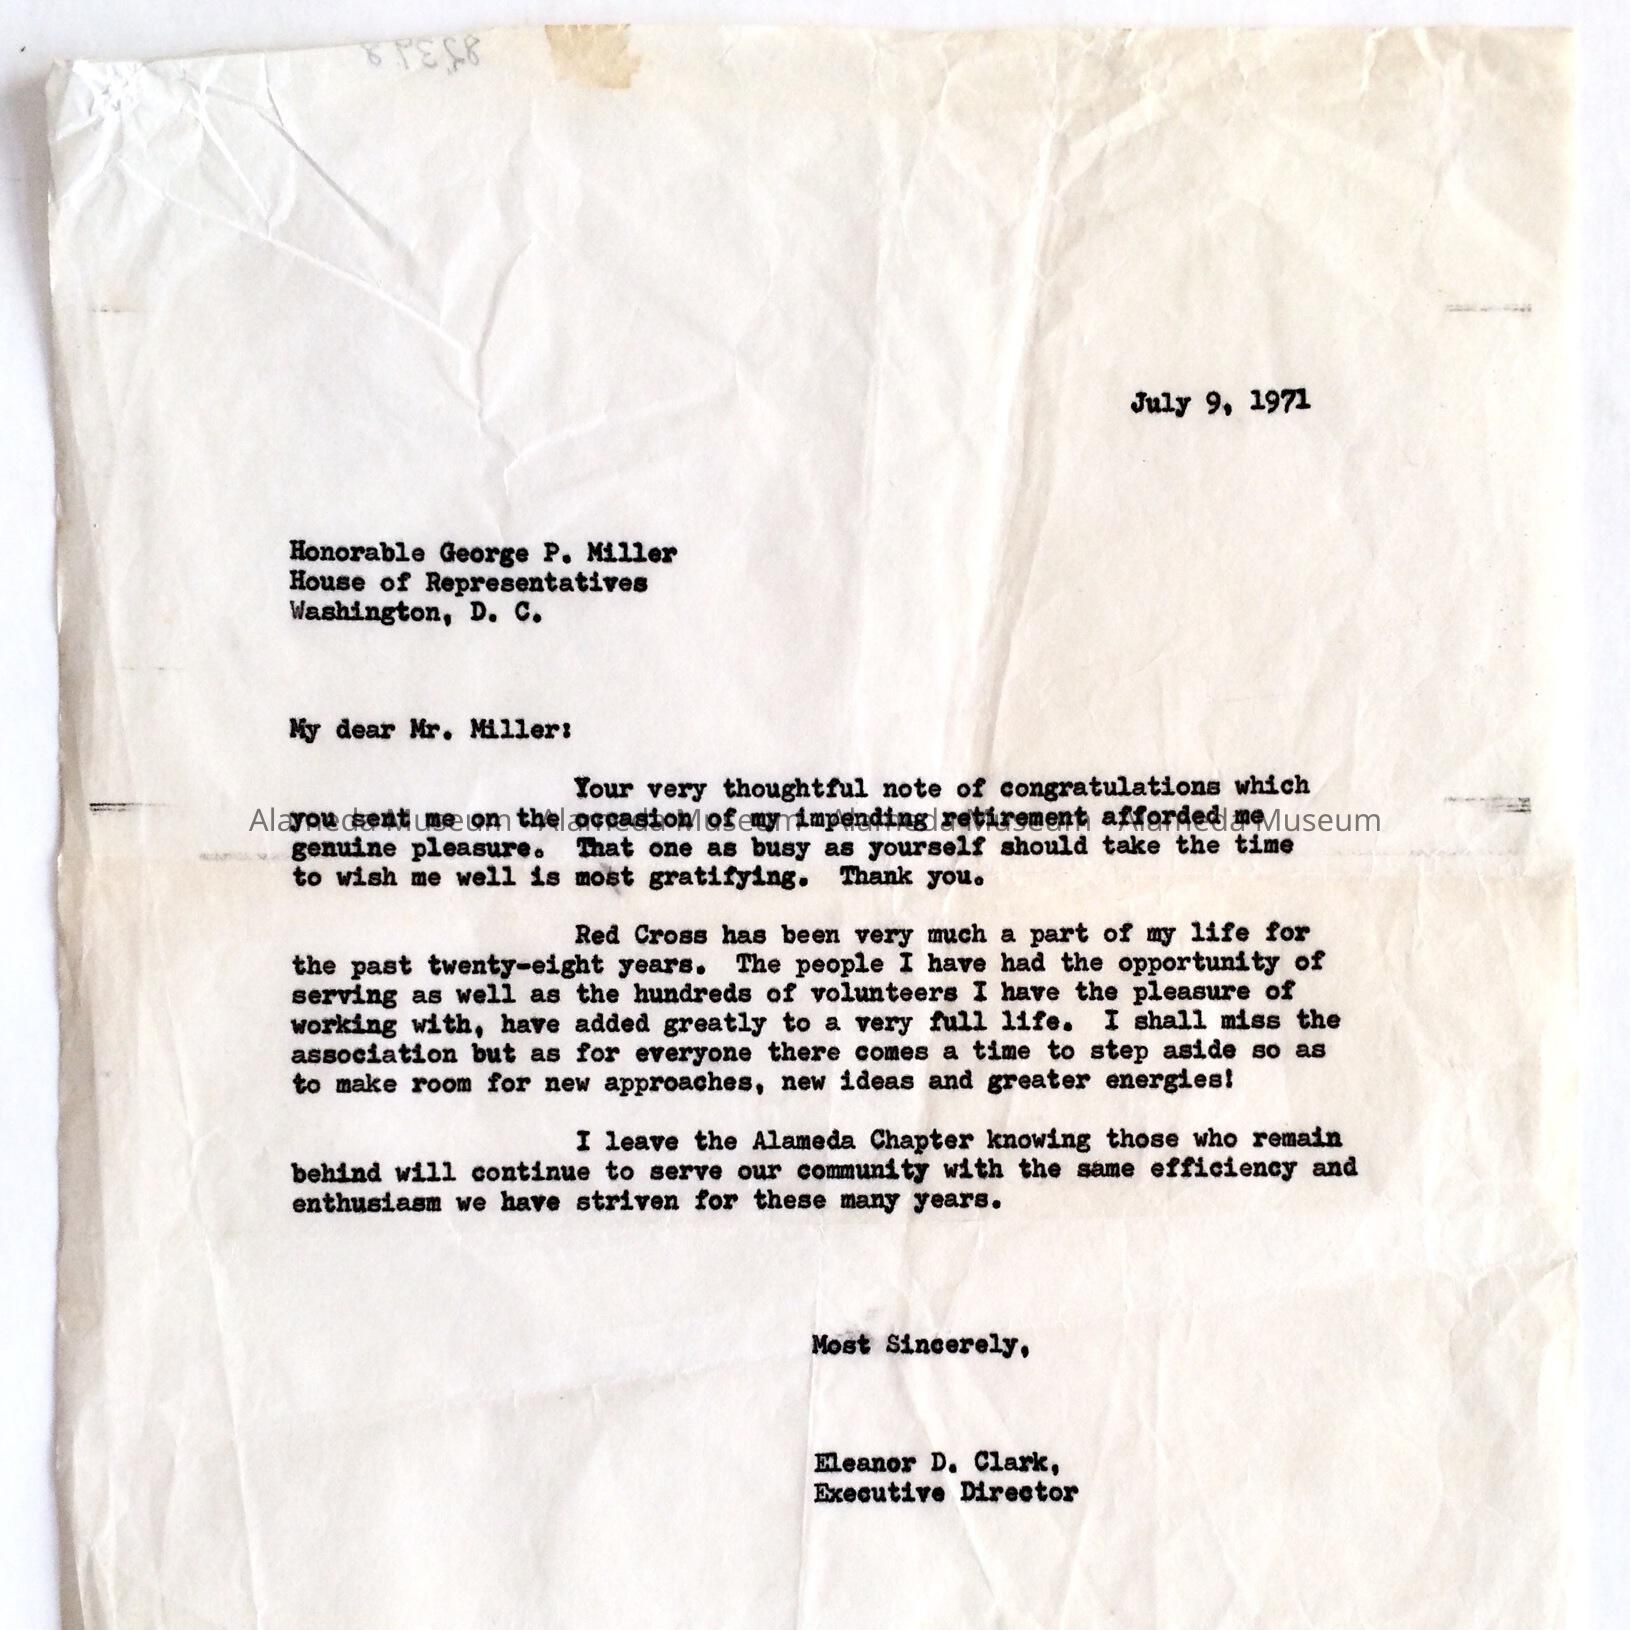 July 9, 1971
Honorable George P. Miller
House of Representatives
Washington, D. C.
My dear Mr. Miller:
Your very thoughtful note of congratulations which
you sent me on the occasion of my impending retirement afforded me
Alameda Museum Alameda Museum Alameda Museum Alameda Museum
genuine pleasure. That one as busy as yourself should take the time
to wish me well is most gratifying. Thank you.
Red Cross has been very much a part of my life for
the past twenty-eight years. The people I have had the opportunity of
serving as well as the hundreds of volunteers I have the pleasure of
working with, have added greatly to a very full life. I shall miss the
association but as for everyone there comes a time to step aside so as
to make room for new approaches, new ideas and greater energies!
I leave the Alameda Chapter knowing those who remain
behind will continue to serve our community with the same efficiency and
enthusiasm we have striven for these many years.
Most Sincerely,
Eleanor D. Clark,
Executive Director